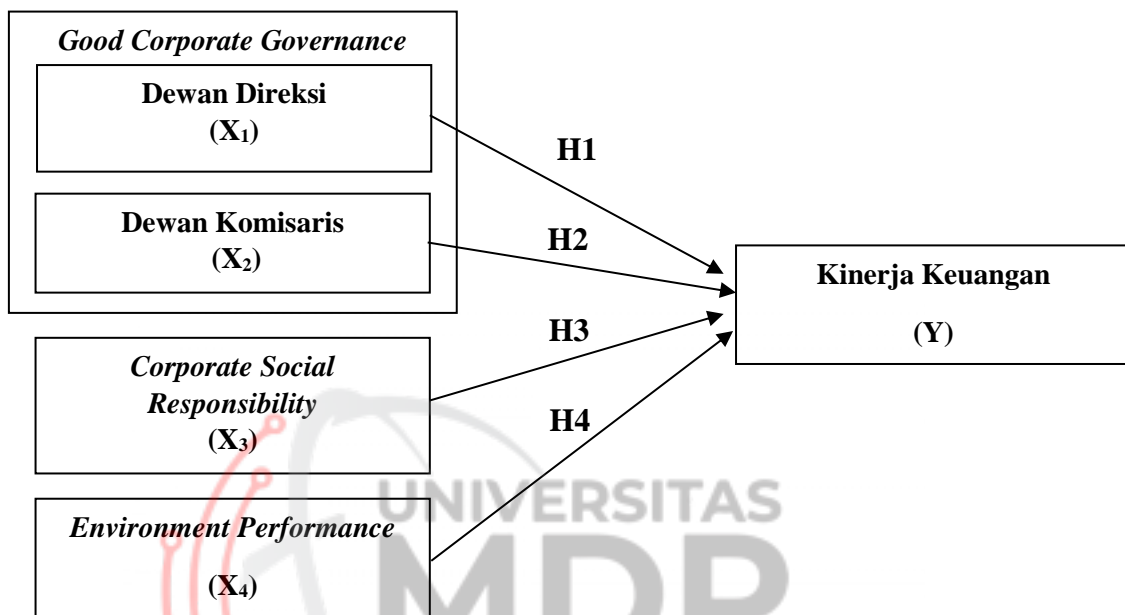 Good Corporate Governance
Dewan Direksi
(X₁)
H1
Dewan Komisaris
(X₂)
H2
Kinerja Keuangan
(Y)
H3
Corporate Social
Responsibility
(X₃)
H4
Environment Performance
(X₄)
UNIVERSITAS
MDP